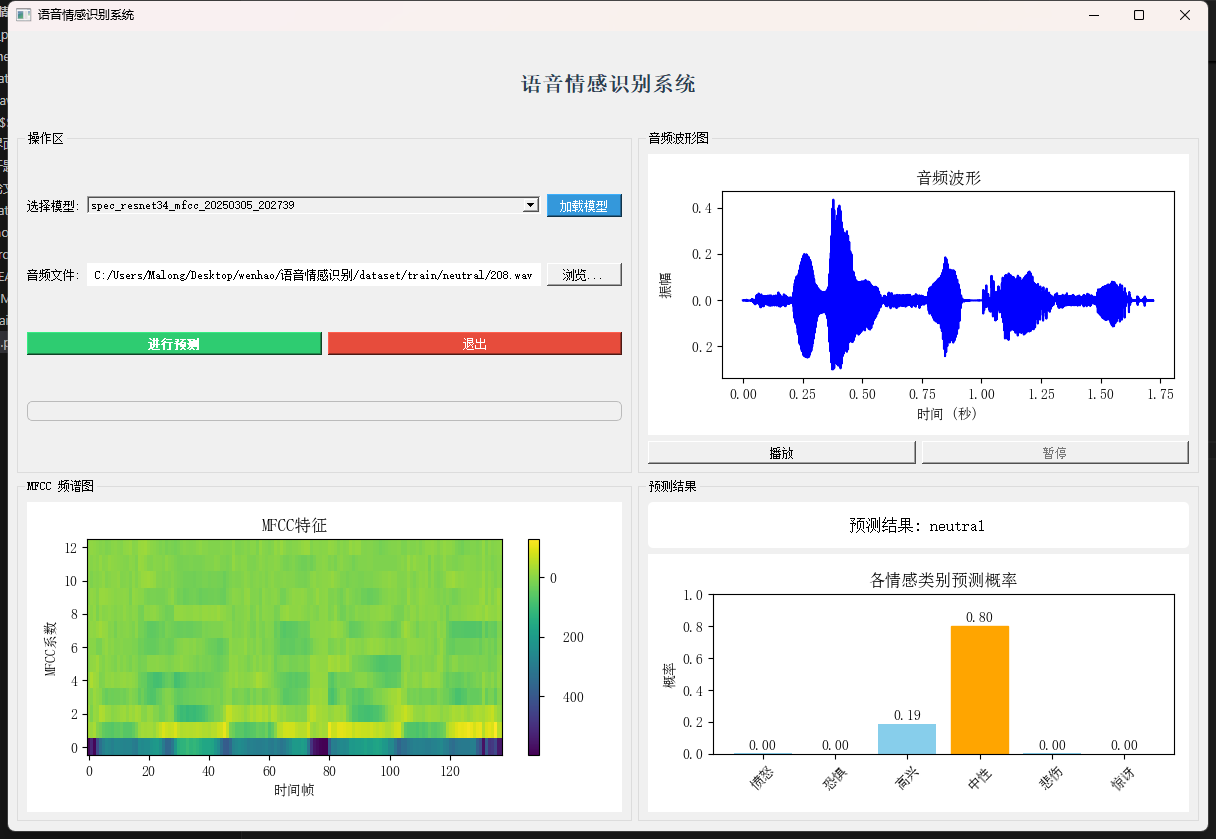 语音情感识别系统
语音情感识别系统
操作区
选择模型: spec_resnet34_mfcc_20250305_202739 加载模型
音频文件: C:/Users/Malong/Desktop/wenhao/语音情感识别/dataset/train/neutral/208.wav 浏览...
进行预测 退出
音频波形图
音频波形
振幅
0.4
0.2
0.0
0.2
0.00 0.25 0.50 0.75 1.00 1.25 1.50 1.75
时间 (秒)
播放 暂停
MFCC 频谱图
MFCC特征
MFCC系数
12
10
8
6
4
2
0
0 20 40 60 80 100 120
时间帧
0
200
400
预测结果
预测结果: neutral
各情感类别预测概率
概率
1.0
0.8
0.6
0.4
0.2
0.0
0.00 0.00 0.19 0.80 0.00 0.00
愤怒 恐惧 高兴 中性 悲伤 惊讶